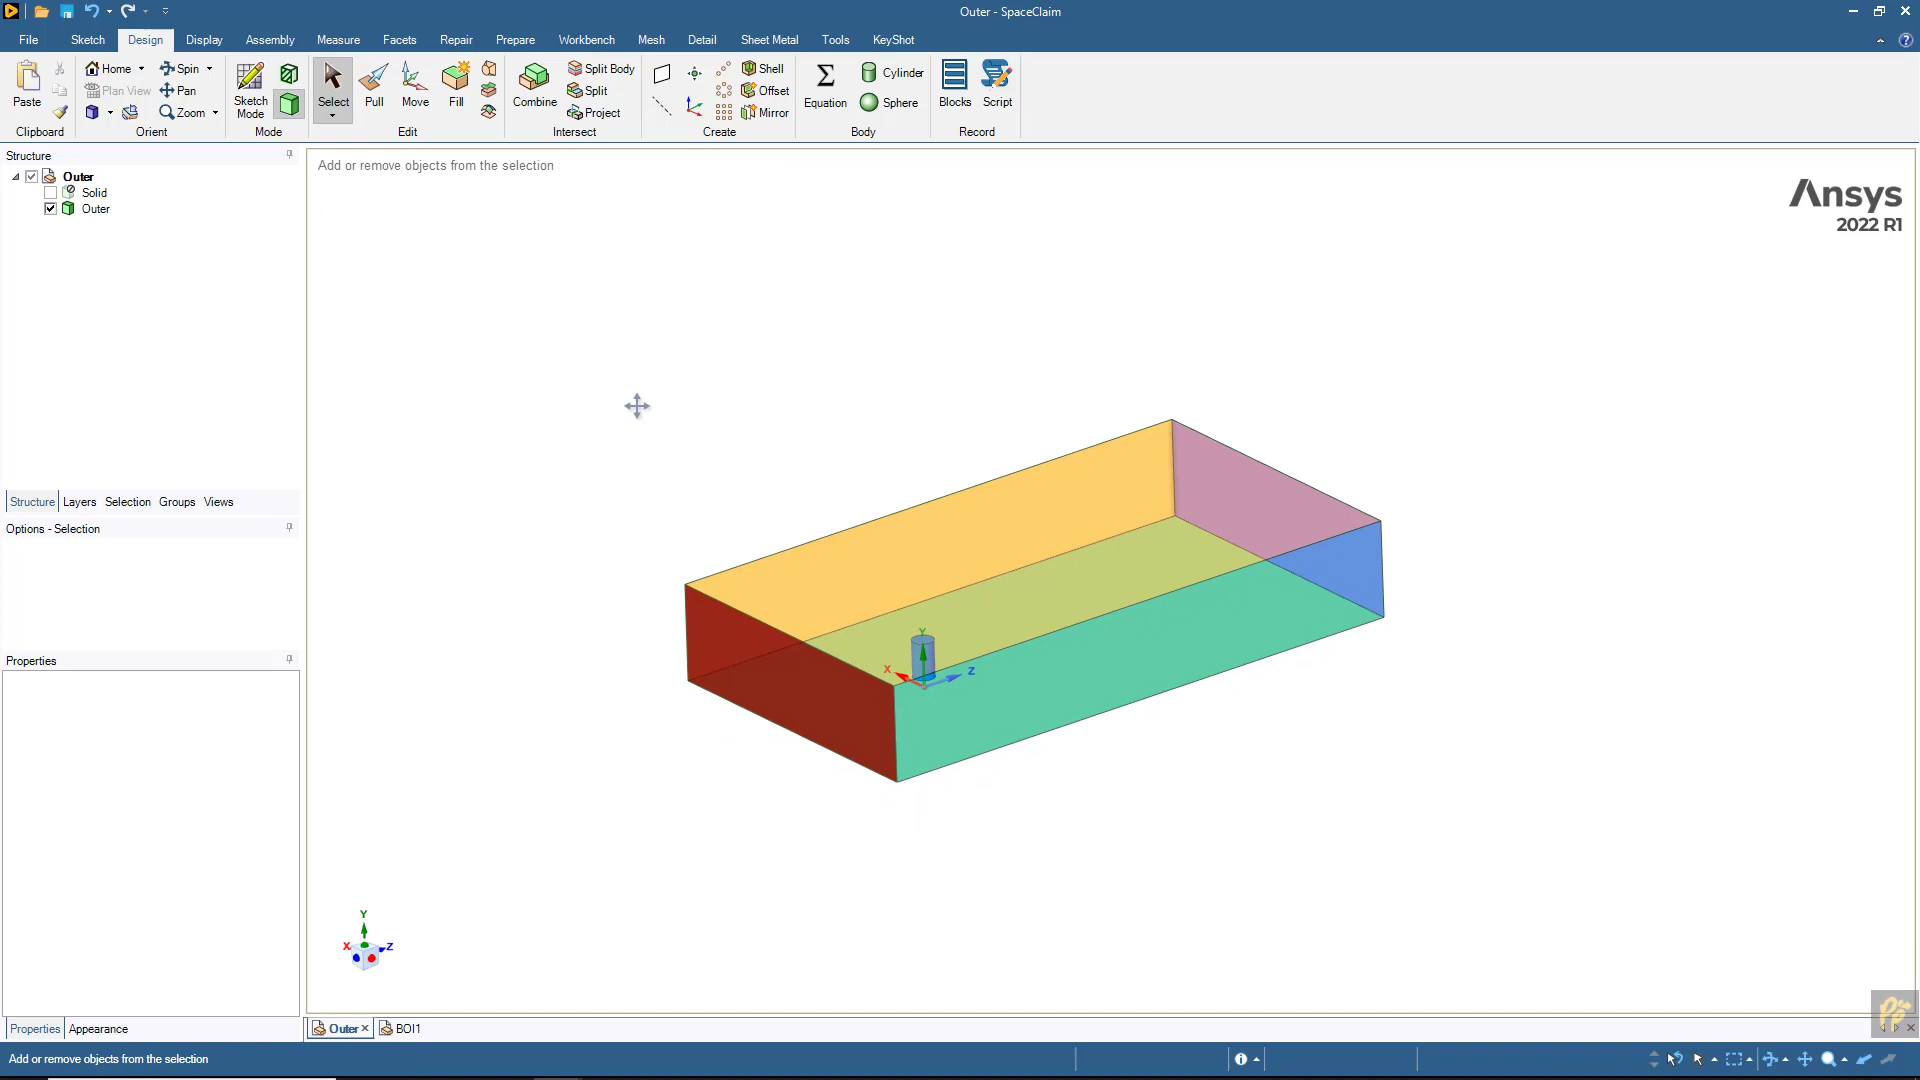 Outer - SpaceClaim
File Sketch Design Display Assembly Measure Facets Repair Prepare Workbench Mesh Detail Sheet Metal Tools KeyShot
Paste
Home Spin
Plan View Pan
Zoom
Sketch Mode
Select Pull Move Fill
Combine
Split Body
Split
Project
Shell
Offset
Mirror
Equation
Cylinder
Sphere
Blocks Script
Clipboard Orient Mode Edit Intersect Create Body Record
Structure
Outer
Solid
Outer
Structure Layers Selection Groups Views
Options - Selection
Properties
Properties Appearance
Add or remove objects from the selection
Ansys
2022 R1
Y
X Z
Y
X Z
Outer BOI1
Add or remove objects from the selection